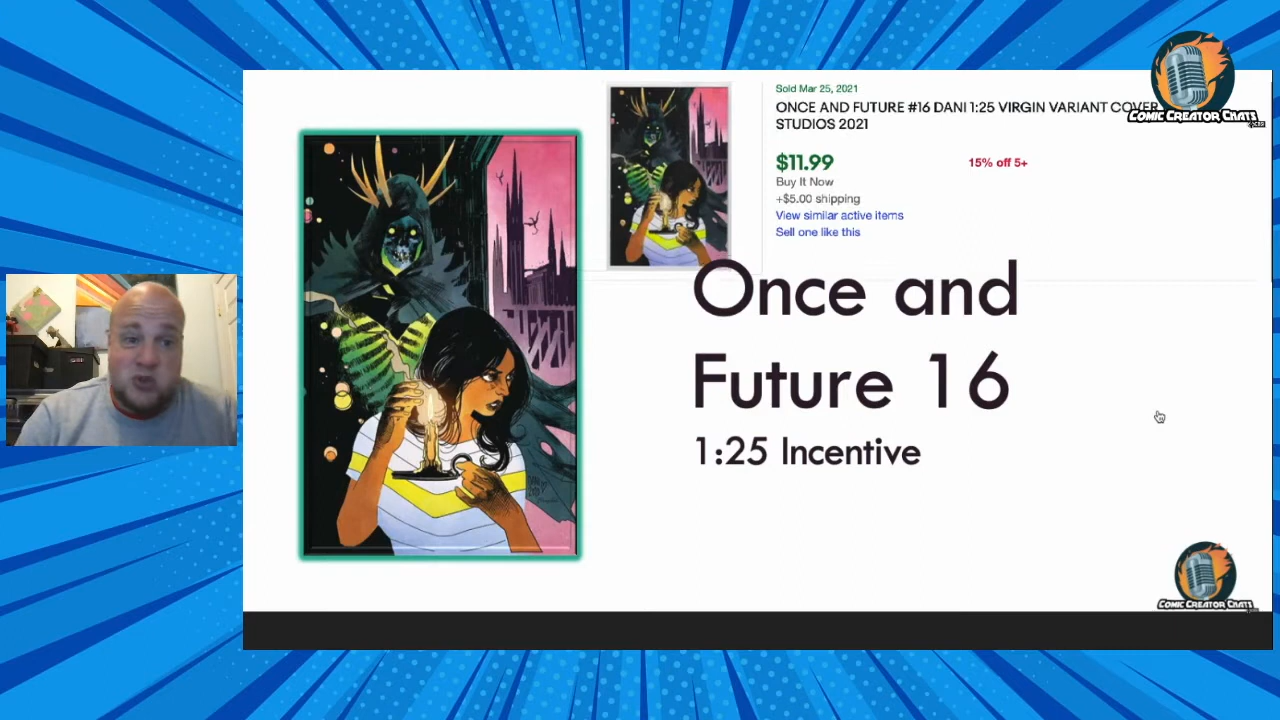 Sold Mar 25, 2021
ONCE AND FUTURE #16 DANI 1:25 VIRGIN VARIANT COVER
STUDIOS 2021
$11.99
15% off 5+
Buy It Now
+$5.00 shipping
View similar active items
Sell one like this
Once and
Future 16
1:25 Incentive
COMIC CREATOR CHATS
COMIC CREATOR CHATS